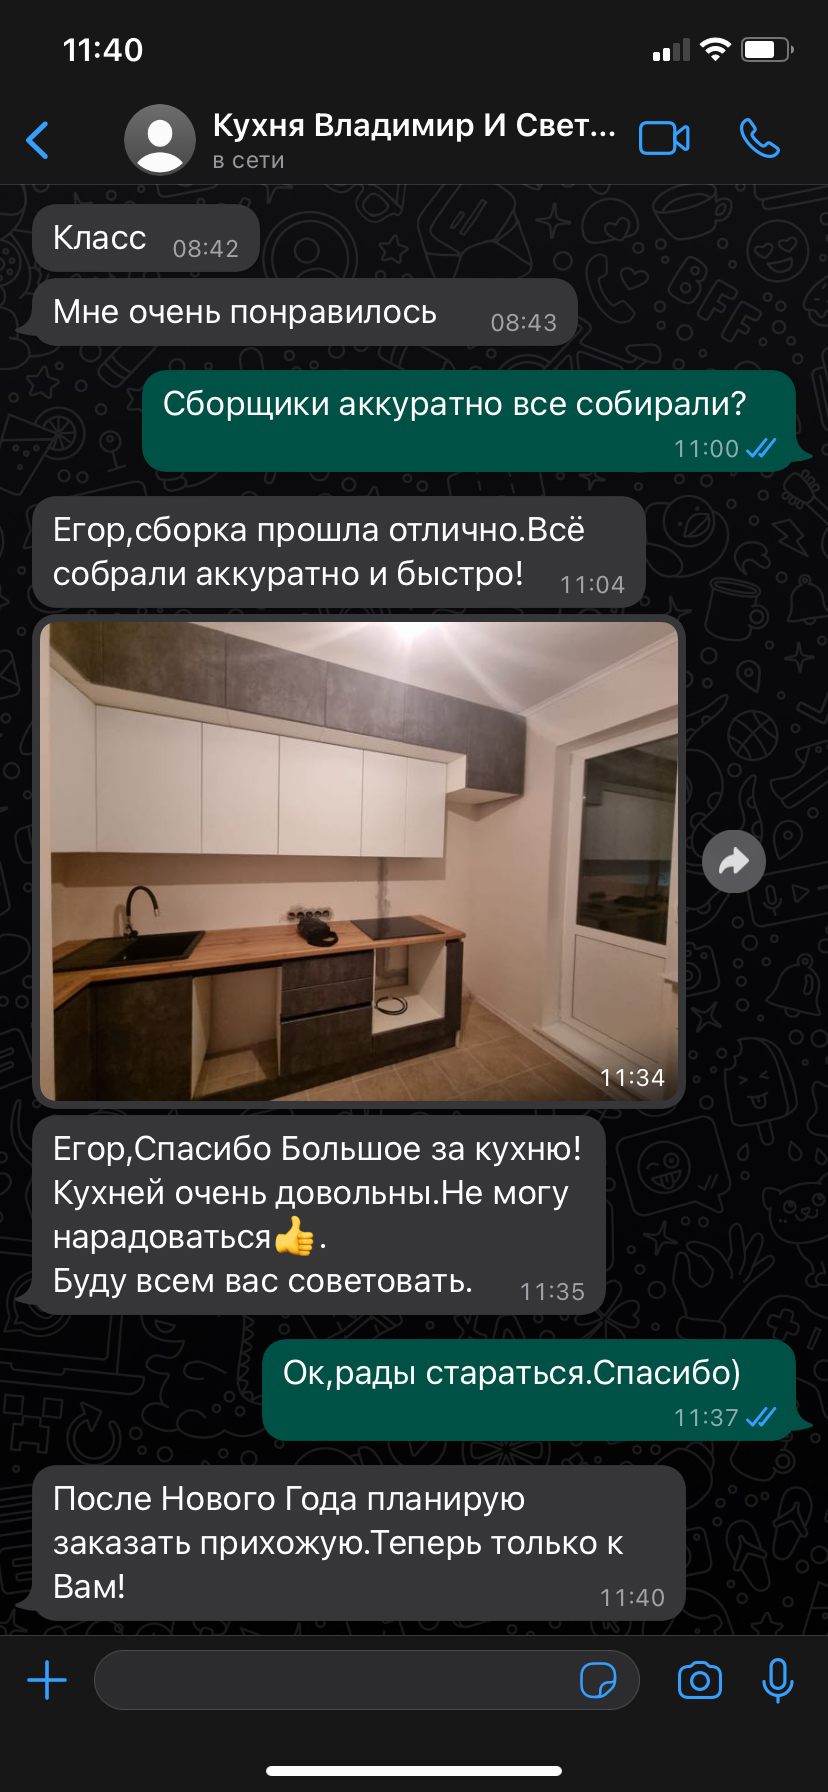 11:40
Кухня Владимир И Свет...
в сети
Класс 08:42
Мне очень понравилось 08:43
BFF
Сборщики аккуратно все собирали?
11:00
Егор,сборка прошла отлично.Всё
собрали аккуратно и быстро! 11:04
11:34
Егор,Спасибо Большое за кухню!
Кухней очень довольны.Не могу
нарадоваться👍.
Буду всем вас советовать. 11:35
Ок,рады стараться.Спасибо)
11:37
После Нового Года планирую
заказать прихожую.Теперь только к
Вам! 11:40